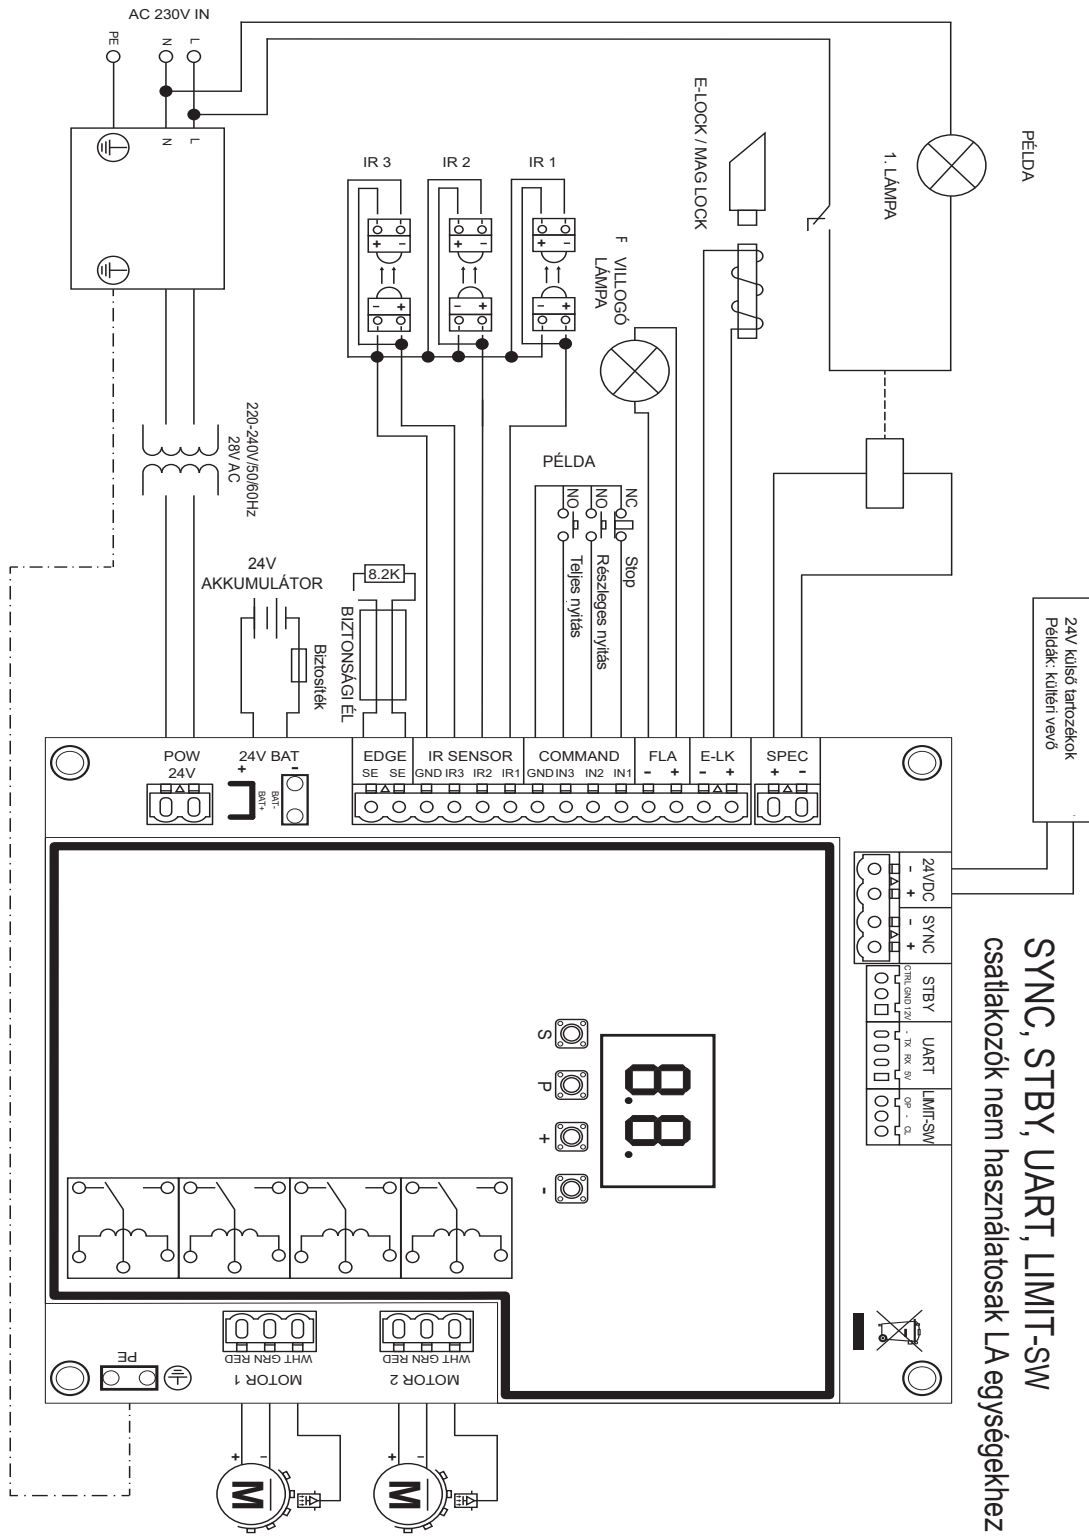 AC 230V IN
PE
N
L
N
L
IR 3
IR 2
IR 1
+ -
+ -
+ -
- +
- +
- +
E-LOCK / MAG LOCK
1. LÁMPA
PÉLDA
F VILLOGÓ
LÁMPA
220-240V/50/60Hz
28V AC
24V
AKKUMULÁTOR
Biztosíték
8.2K
BIZTONSÁGI ÉL
PÉLDA
NO
NO
NC
Teljes nyitás
Részleges nyitás
Stop
24V külső tartozékok
Példák: kültéri vevő
POW
24V
24V BAT
+ -
BAT+
BAT-
EDGE
SE SE
IR SENSOR
GND IR3 IR2 IR1
COMMAND
GND IN3 IN2 IN1
FLA
- +
E-LK
- +
SPEC
+ -
24VDC
- +
SYNC
- +
STBY
CTRL GND 12V
UART
- TX RX 5V
LIMIT-SW
OP - CL
SYNC, STBY, UART, LIMIT-SW
csatlakozók nem használatosak LA egységekhez
8.8.
S
P
+
-
PE
WHT GRN RED
MOTOR 1
WHT GRN RED
MOTOR 2
+ -
M
+ -
M